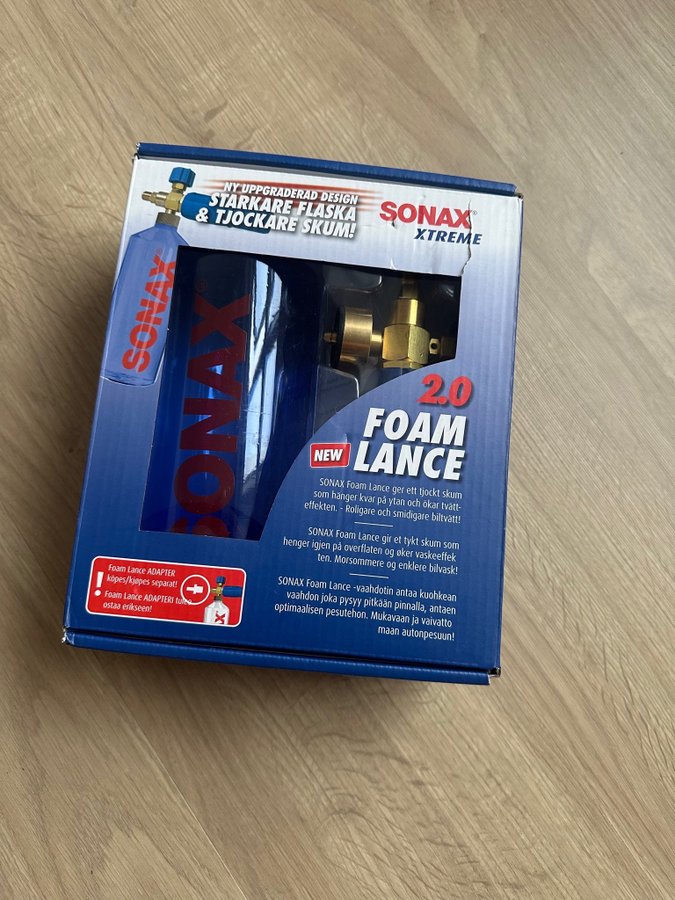 NY UPPGRADERAD DESIGN
STARKARE FLASKA
& TJOCKARE SKUM!
SONAX®
XTREME
SONAX
SONAX®
2.0
NEW
FOAM
LANCE
SONAX Foam Lance ger ett tjockt skum
som hänger kvar på ytan och ökar tvätt-
effekten. - Roligare och smidigare biltvätt!
SONAX Foam Lance gir et tykt skum som
henger igjen på overflaten og øker vaskeeffek
ten. Morsommere og enklere bilvask!
SONAX Foam Lance -vaahdotin antaa kuohkean
vaahdon joka pysyy pitkään pinnalla, antaen
optimaalisen pesutehon. Mukavaan ja vaivatto
maan autonpesuun!
!
Foam Lance ADAPTER
köpes/kjøpes separat!
Foam Lance ADAPTERI tulee
ostaa erikseen!